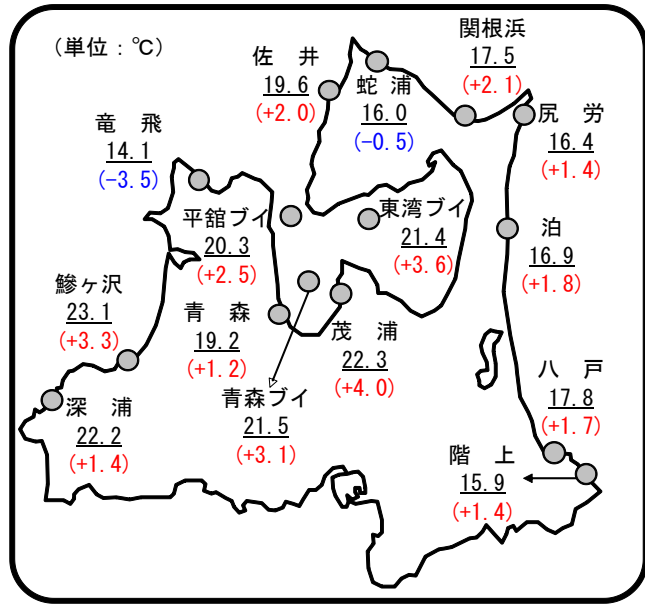 (単位：℃)
関根浜
17.5
(+2.1)
佐　井
19.6
(+2.0)
蛇　浦
16.0
(−0.5)
尻　労
16.4
(+1.4)
竜　飛
14.1
(−3.5)
平舘ブイ
20.3
(+2.5)
東湾ブイ
21.4
(+3.6)
泊
16.9
(+1.8)
鰺ヶ沢
23.1
(+3.3)
青　森
19.2
(+1.2)
茂　浦
22.3
(+4.0)
青森ブイ
21.5
(+3.1)
八　戸
17.8
(+1.7)
深　浦
22.2
(+1.4)
階　上
15.9
(+1.4)